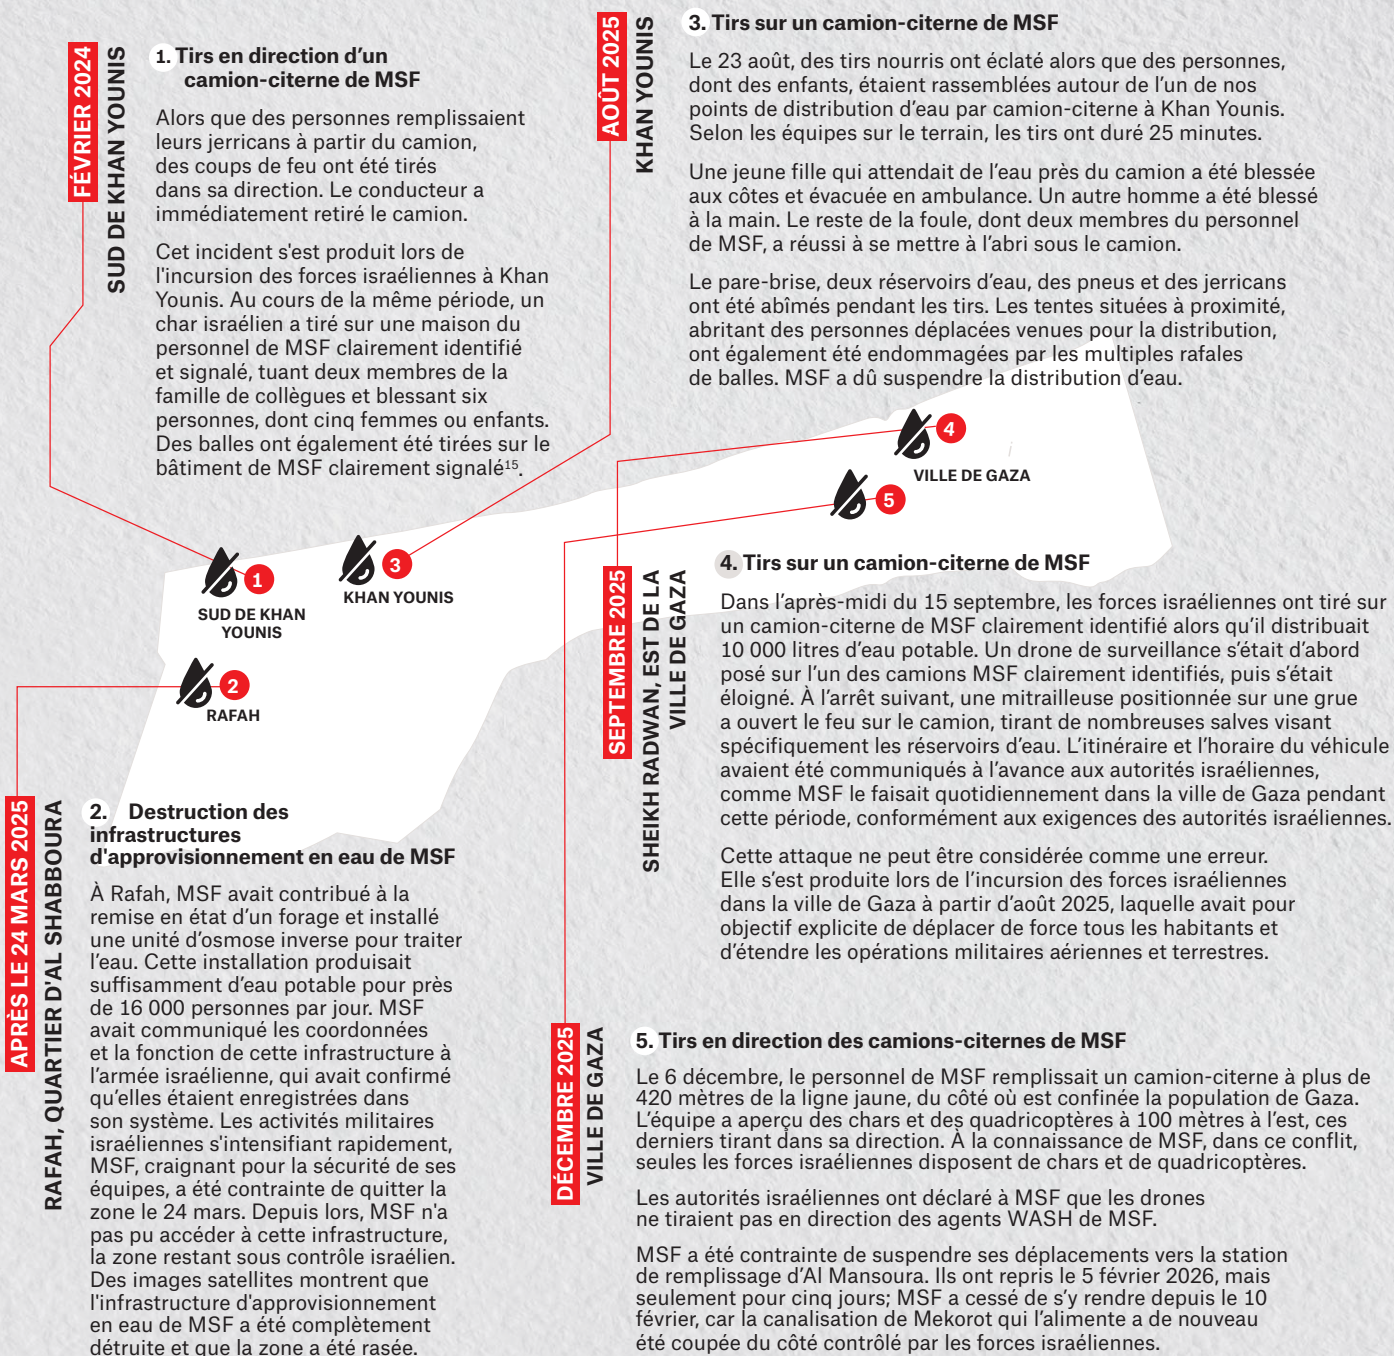 FÉVRIER 2024
SUD DE KHAN YOUNIS
1. Tirs en direction d’un
camion-citerne de MSF
Alors que des personnes remplissaient
leurs jerricans à partir du camion,
des coups de feu ont été tirés
dans sa direction. Le conducteur a
immédiatement retiré le camion.
Cet incident s'est produit lors de
l'incursion des forces israéliennes à Khan
Younis. Au cours de la même période, un
char israélien a tiré sur une maison du
personnel de MSF clairement identifié
et signalé, tuant deux membres de la
famille de collègues et blessant six
personnes, dont cinq femmes ou enfants.
Des balles ont également été tirées sur le
bâtiment de MSF clairement signalé¹⁵.
AOÛT 2025
KHAN YOUNIS
3. Tirs sur un camion-citerne de MSF
Le 23 août, des tirs nourris ont éclaté alors que des personnes,
dont des enfants, étaient rassemblées autour de l’un de nos
points de distribution d’eau par camion-citerne à Khan Younis.
Selon les équipes sur le terrain, les tirs ont duré 25 minutes.
Une jeune fille qui attendait de l’eau près du camion a été blessée
aux côtes et évacuée en ambulance. Un autre homme a été blessé
à la main. Le reste de la foule, dont deux membres du personnel
de MSF, a réussi à se mettre à l’abri sous le camion.
Le pare-brise, deux réservoirs d’eau, des pneus et des jerricans
ont été abîmés pendant les tirs. Les tentes situées à proximité,
abritant des personnes déplacées venues pour la distribution,
ont également été endommagées par les multiples rafales
de balles. MSF a dû suspendre la distribution d’eau.
4
VILLE DE GAZA
5
3
KHAN YOUNIS
1
SUD DE KHAN
YOUNIS
2
RAFAH
APRÈS LE 24 MARS 2025
RAFAH, QUARTIER D'AL SHABBOURA
2. Destruction des
infrastructures
d'approvisionnement en eau de MSF
À Rafah, MSF avait contribué à la
remise en état d’un forage et installé
une unité d’osmose inverse pour traiter
l’eau. Cette installation produisait
suffisamment d’eau potable pour près
de 16 000 personnes par jour. MSF
avait communiqué les coordonnées
et la fonction de cette infrastructure à
l’armée israélienne, qui avait confirmé
qu’elles étaient enregistrées dans
son système. Les activités militaires
israéliennes s'intensifiant rapidement,
MSF, craignant pour la sécurité de ses
équipes, a été contrainte de quitter la
zone le 24 mars. Depuis lors, MSF n'a
pas pu accéder à cette infrastructure,
la zone restant sous contrôle israélien.
Des images satellites montrent que
l'infrastructure d'approvisionnement
en eau de MSF a été complètement
détruite et que la zone a été rasée.
SEPTEMBRE 2025
SHEIKH RADWAN, EST DE LA
VILLE DE GAZA
4. Tirs sur un camion-citerne de MSF
Dans l’après-midi du 15 septembre, les forces israéliennes ont tiré sur
un camion-citerne de MSF clairement identifié alors qu’il distribuait
10 000 litres d’eau potable. Un drone de surveillance s’était d’abord
posé sur l’un des camions MSF clairement identifiés, puis s’était
éloigné. À l’arrêt suivant, une mitrailleuse positionnée sur une grue
a ouvert le feu sur le camion, tirant de nombreuses salves visant
spécifiquement les réservoirs d’eau. L’itinéraire et l’horaire du véhicule
avaient été communiqués à l’avance aux autorités israéliennes,
comme MSF le faisait quotidiennement dans la ville de Gaza pendant
cette période, conformément aux exigences des autorités israéliennes.
Cette attaque ne peut être considérée comme une erreur.
Elle s’est produite lors de l’incursion des forces israéliennes
dans la ville de Gaza à partir d’août 2025, laquelle avait pour
objectif explicite de déplacer de force tous les habitants et
d’étendre les opérations militaires aériennes et terrestres.
DÉCEMBRE 2025
VILLE DE GAZA
5. Tirs en direction des camions-citernes de MSF
Le 6 décembre, le personnel de MSF remplissait un camion-citerne à plus de
420 mètres de la ligne jaune, du côté où est confinée la population de Gaza.
L’équipe a aperçu des chars et des quadricoptères à 100 mètres à l’est, ces
derniers tirant dans sa direction. À la connaissance de MSF, dans ce conflit,
seules les forces israéliennes disposent de chars et de quadricoptères.
Les autorités israéliennes ont déclaré à MSF que les drones
ne tiraient pas en direction des agents WASH de MSF.
MSF a été contrainte de suspendre ses déplacements vers la station
de remplissage d’Al Mansoura. Ils ont repris le 5 février 2026, mais
seulement pour cinq jours; MSF a cessé de s’y rendre depuis le 10
février, car la canalisation de Mekorot qui l’alimente a de nouveau
été coupée du côté contrôlé par les forces israéliennes.